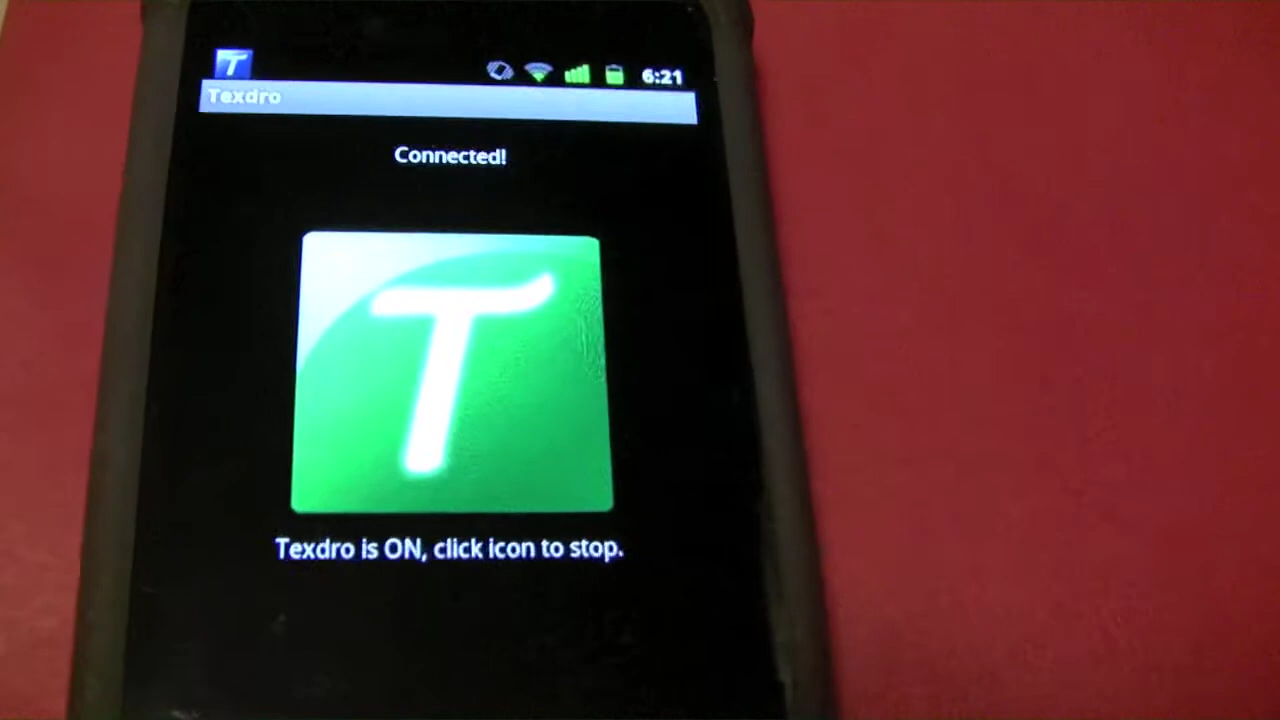 T
6:21
Texdro
Connected!
T
Texdro is ON, click icon to stop.